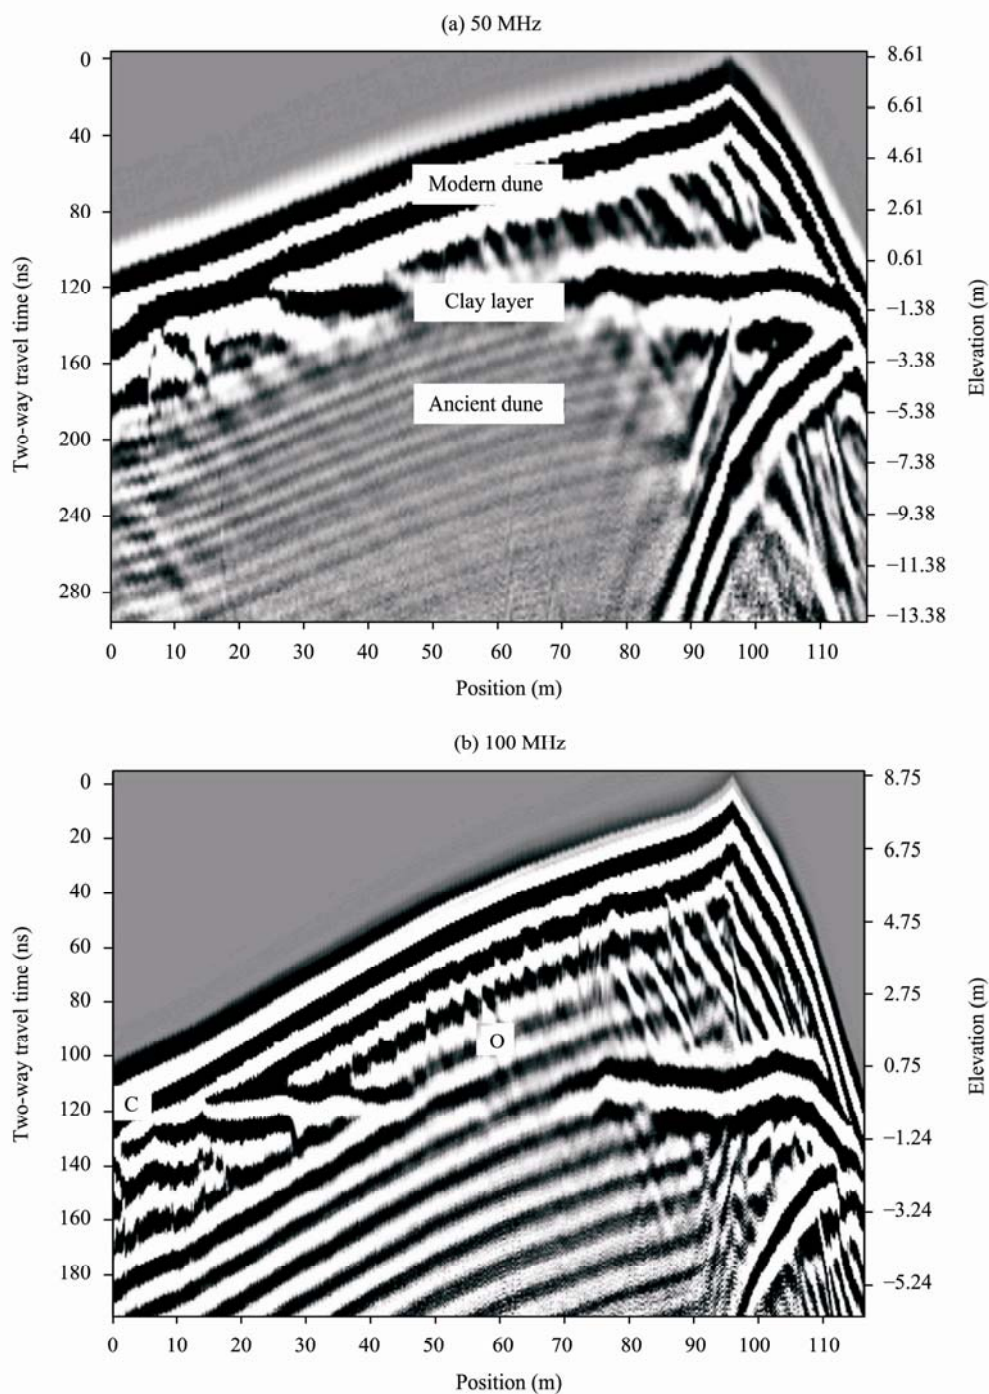 (a) 50 MHz
0
40
80
120
160
200
240
280
Two-way travel time (ns)
8.61
6.61
4.61
2.61
0.61
−1.38
−3.38
−5.38
−7.38
−9.38
−11.38
−13.38
Elevation (m)
Modern dune
Clay layer
Ancient dune
0 10 20 30 40 50 60 70 80 90 100 110
Position (m)
(b) 100 MHz
0
20
40
60
80
100
120
140
160
180
Two-way travel time (ns)
8.75
6.75
4.75
2.75
0.75
−1.24
−3.24
−5.24
Elevation (m)
O
C
0 10 20 30 40 50 60 70 80 90 100 110
Position (m)